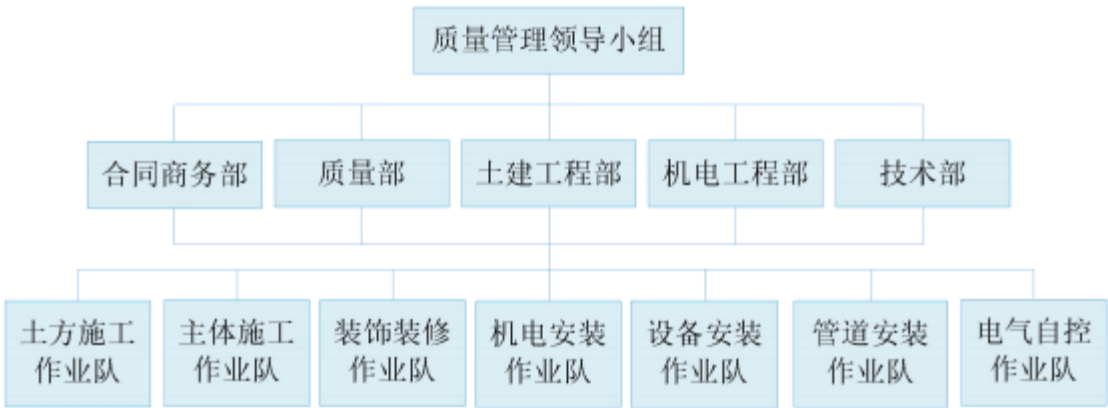 质量管理领导小组
合同商务部
质量部
土建工程部
机电工程部
技术部
土方施工
作业队
主体施工
作业队
装饰装修
作业队
机电安装
作业队
设备安装
作业队
管道安装
作业队
电气自控
作业队